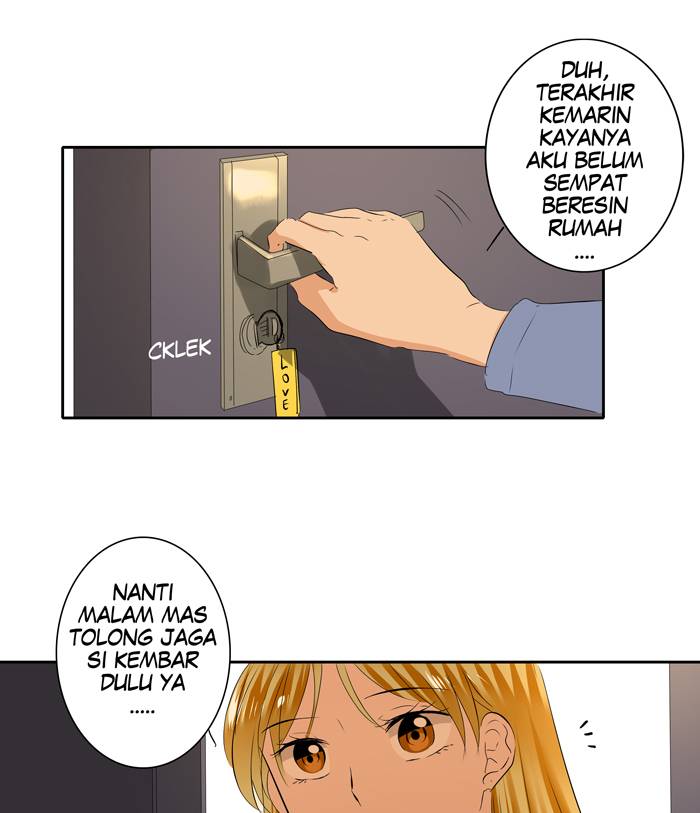 DUH,
TERAKHIR
KEMARIN
KAYANYA
AKU BELUM
SEMPAT
BERESIN
RUMAH
....
CKLEK
LOVE
NANTI
MALAM MAS
TOLONG JAGA
SI KEMBAR
DULU YA
.....